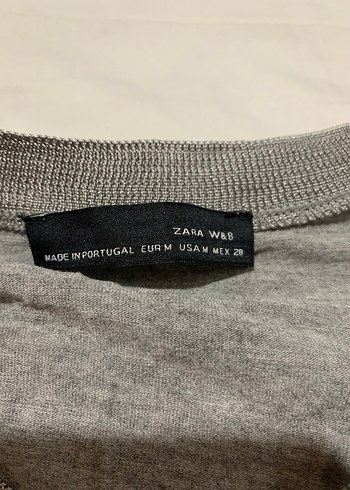 ZARA W&B
MADE IN PORTUGAL EUR M USA M MEX 28